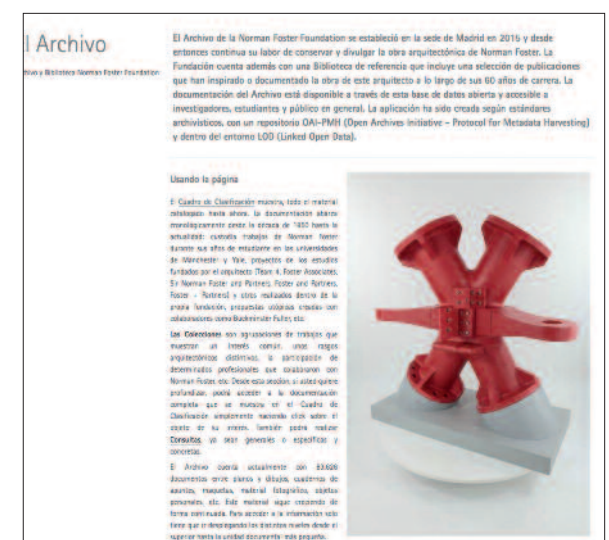 l Archivo
hivo y Biblioteca Norman Foster Foundation
El Archivo de la Norman Foster Foundation se estableció en la sede de Madrid en 2015 y desde
entonces continua su labor de conservar y divulgar la obra arquitectónica de Norman Foster. La
Fundación cuenta además con una Biblioteca de referencia que incluye una selección de publicaciones
que han inspirado o documentado la obra de este arquitecto a lo largo de sus 60 años de carrera. La
documentación del Archivo está disponible a través de esta base de datos abierta y accesible a
investigadores, estudiantes y público en general. La aplicación ha sido creada según estándares
archivísticos, con un repositorio OAI-PMH (Open Archives Initiative – Protocol for Metadata Harvesting)
y dentro del entorno LOD (Linked Open Data).
Usando la página
El Cuadro de Clasificación muestra, todo el material
catalogado hasta ahora. La documentación abarca
cronológicamente desde la década de 1950 hasta la
actualidad: custodia trabajos de Norman Foster
durante sus años de estudiante en las universidades
de Manchester y Yale, proyectos de los estudios
fundados por el arquitecto (Team 4, Foster Associates,
Sir Norman Foster and Partners, Foster and Partners,
Foster + Partners) y otros realizados dentro de la
propia fundación, propuestas utópicas creadas con
colaboradores como Buckminster Fuller, etc.
Las Colecciones son agrupaciones de trabajos que
muestran un interés común, unos rasgos
arquitectónicos distintivos, la participación de
determinados profesionales que colaboraron con
Norman Foster, etc. Desde esta sección, si usted quiere
profundizar, podrá acceder a la documentación
completa que se muestra en el Cuadro de
Clasificación simplemente haciendo click sobre el
objeto de su interés. También podrá realizar
Consultas, ya sean generales o específicas y
concretas.
El Archivo cuenta actualmente con 83.626
documentos entre planos y dibujos, cuadernos de
apuntes, maquetas, material fotográfico, objetos
personales, etc. Este material sigue creciendo de
forma continuada. Para acceder a la información solo
tiene que ir desplegando los distintos niveles desde el
superior hasta la unidad documental más pequeña.